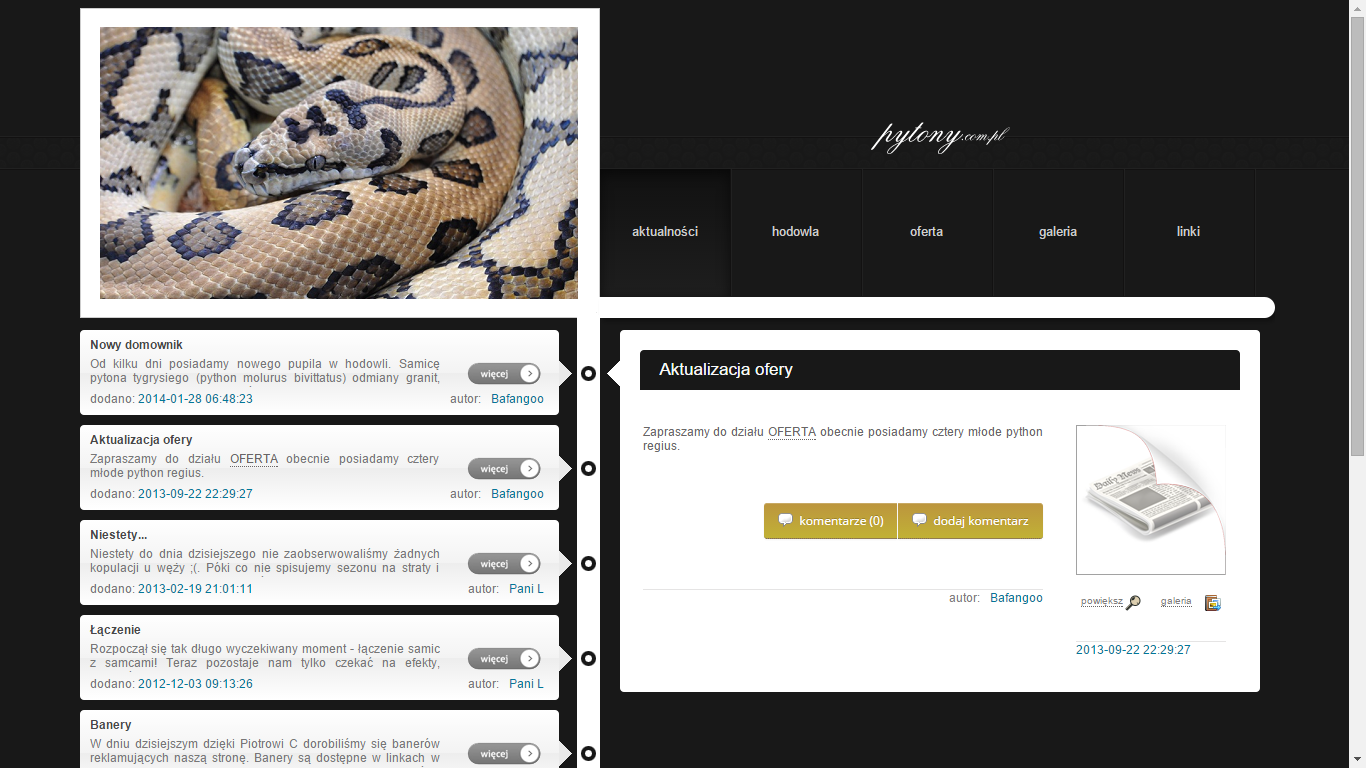 pytony.com.pl
aktualności
hodowla
oferta
galeria
linki
Nowy domownik
Od kilku dni posiadamy nowego pupila w hodowli. Samicę
pytona tygrysiego (python molurus bivittatus) odmiany granit,
więcej
dodano: 2014-01-28 06:48:23
autor: Bafangoo
Aktualizacja ofery
Zapraszamy do działu OFERTA obecnie posiadamy cztery
młode python regius.
więcej
dodano: 2013-09-22 22:29:27
autor: Bafangoo
Niestety...
Niestety do dnia dzisiejszego nie zaobserwowaliśmy żadnych
kopulacji u węży ;(. Póki co nie spisujemy sezonu na straty i
więcej
dodano: 2013-02-19 21:01:11
autor: Pani L
Łączenie
Rozpoczął się tak długo wyczekiwany moment - łączenie samic
z samcami! Teraz pozostaje nam tylko czekać na efekty,
więcej
dodano: 2012-12-03 09:13:26
autor: Pani L
Banery
W dniu dzisiejszym dzięki Piotrowi C dorobiliśmy się banerów
reklamujących naszą stronę. Banery są dostępne w linkach w
więcej
Aktualizacja ofery
Zapraszamy do działu OFERTA obecnie posiadamy cztery młode python
regius.
Daily News
komentarze (0)
dodaj komentarz
autor: Bafangoo
powiększ
galeria
2013-09-22 22:29:27